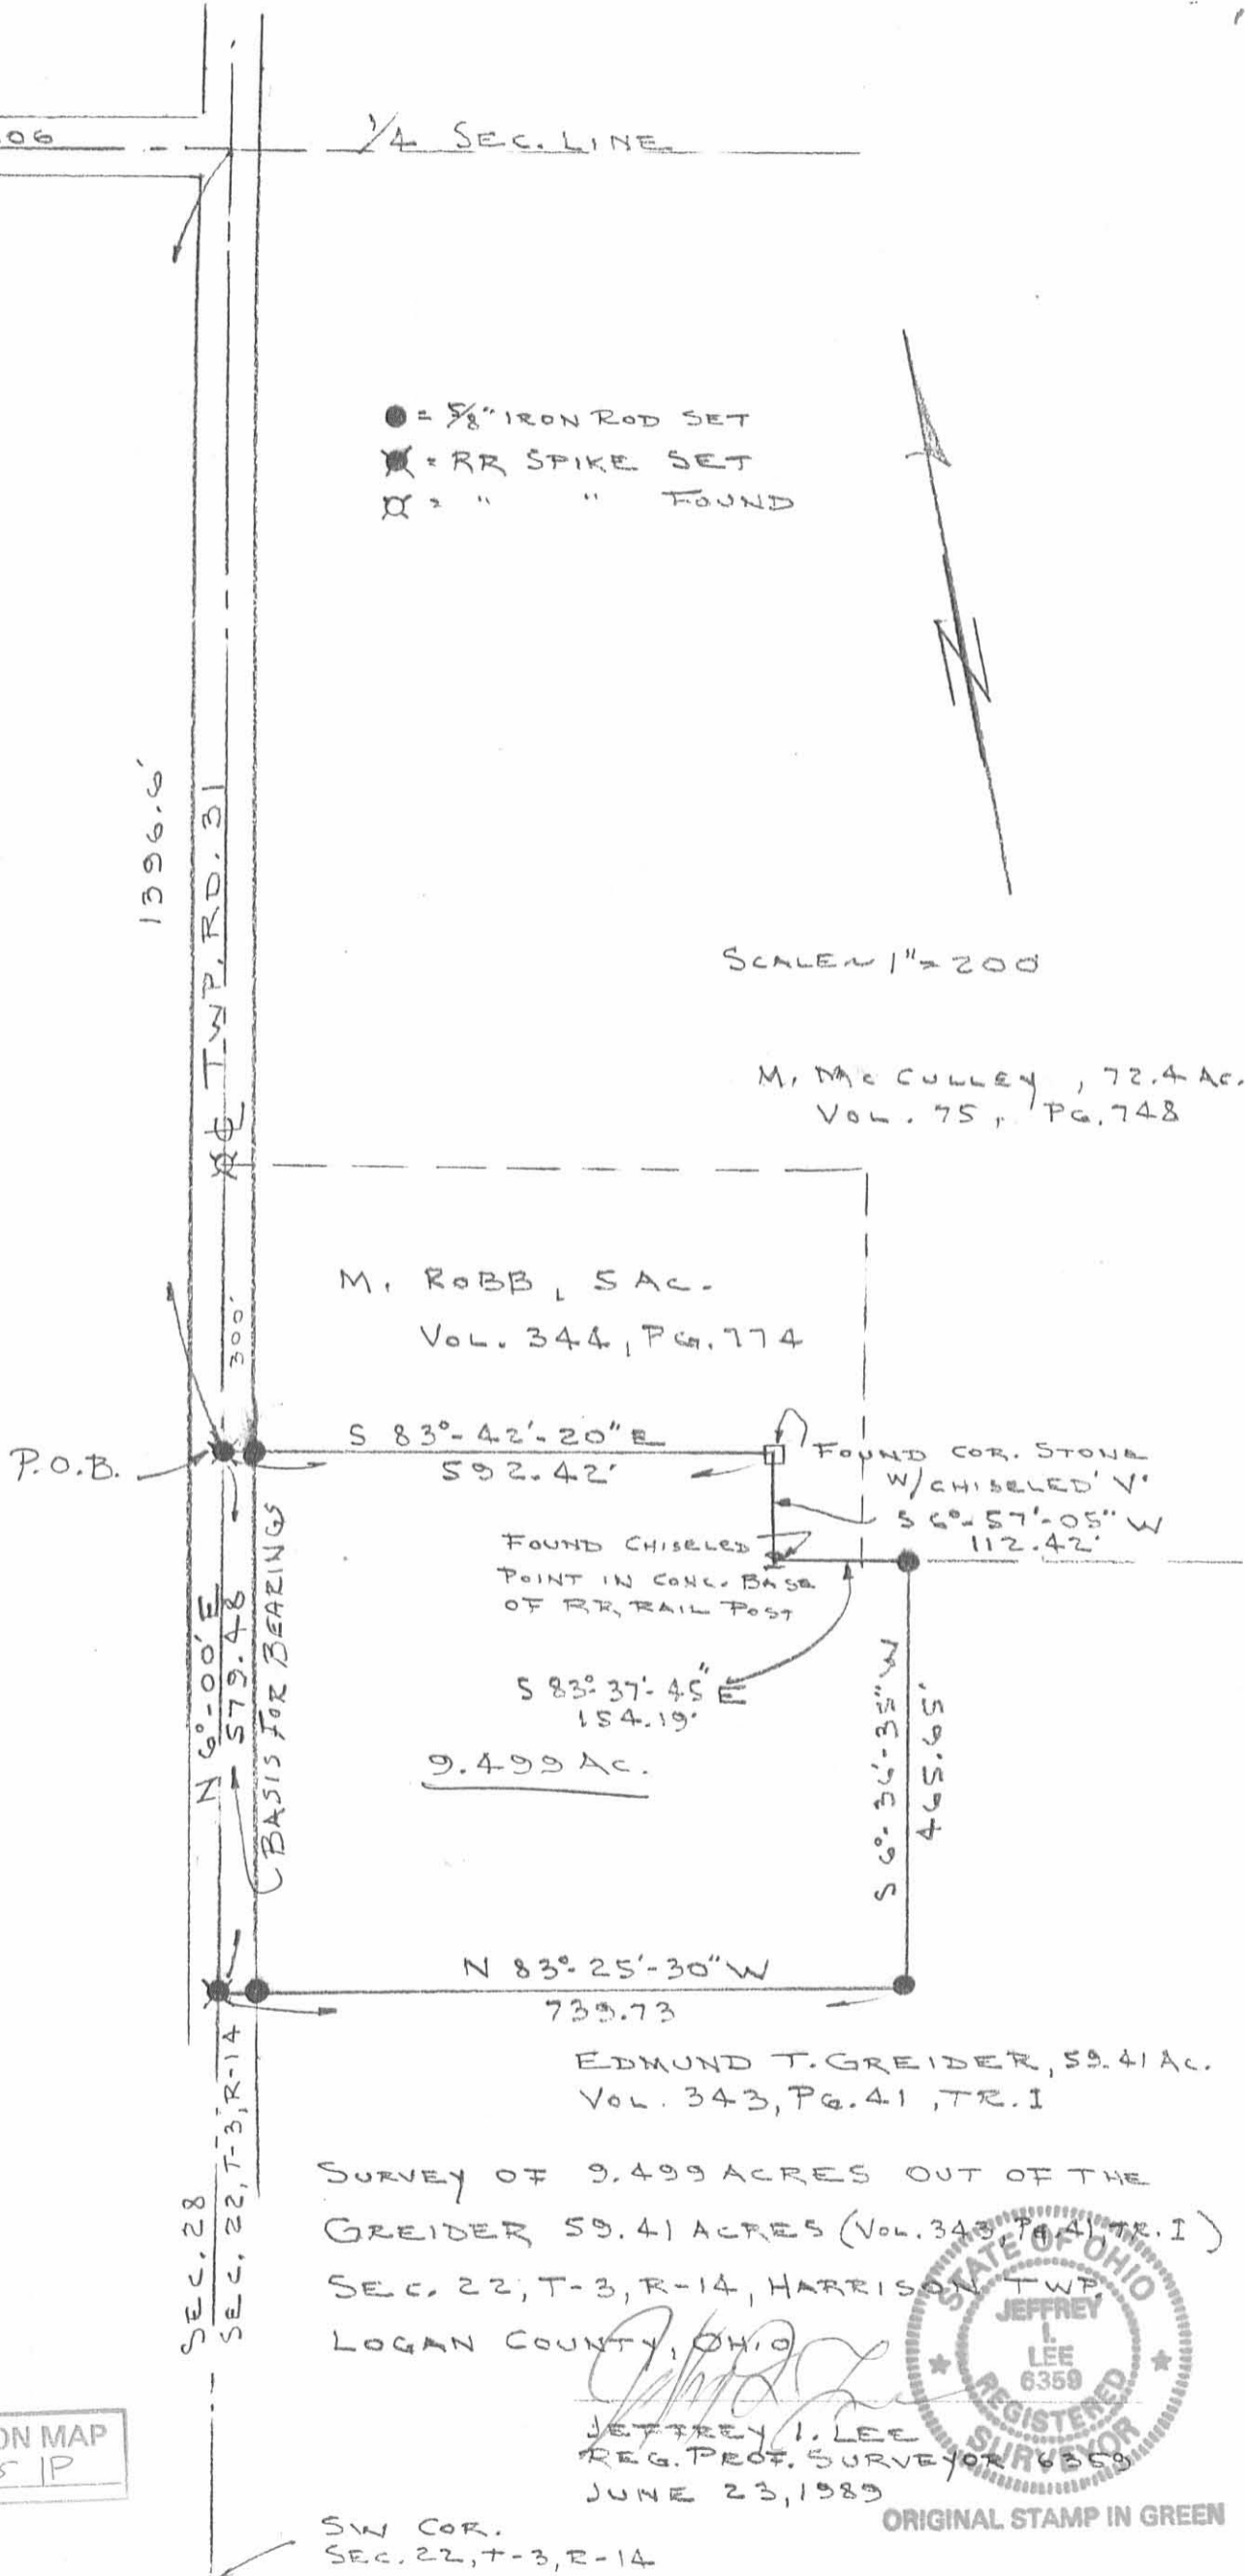 06
1/4 SEC. LINE
● = 5/8" IRON ROD SET
= RR SPIKE SET
= " " FOUND
1396.6'
℄ TWP. RD. 31
N
SCALE ~ 1" = 200'
M. McCULLEY, 72.4 AC.
VOL. 75, PG. 748
M. ROBB, 5 AC.
VOL. 344, PG. 774
300'
P.O.B.
S 83°-42'-20" E
592.42'
FOUND COR. STONE
W/ CHISELED 'V'
S 6°-57'-05" W
112.42'
FOUND CHISELED
POINT IN CONC. BASE
OF RR. RAIL POST
S 83°-37'-45" E
154.19'
N 6°-00' E
579.48
(BASIS FOR BEARINGS
9.499 AC.
S 6°-36'-35" W
465.65'
N 83°-25'-30" W
739.73
EDMUND T. GREIDER, 59.41 AC.
VOL. 343, PG. 41, TR. I
SEC. 28
SEC. 22, T-3, R-14
SURVEY OF 9.499 ACRES OUT OF THE
GREIDER 59.41 ACRES (VOL. 343, PG. 41, TR. I)
SEC. 22, T-3, R-14, HARRISON TWP.
LOGAN COUNTY, OHIO
JEFFREY I. LEE
REG. PROF. SURVEYOR 6359
JUNE 23, 1989
STATE OF OHIO
JEFFREY
I.
LEE
6359
REGISTERED
SURVEYOR
ORIGINAL STAMP IN GREEN
ON MAP
1P
SW COR.
SEC. 22, T-3, R-14